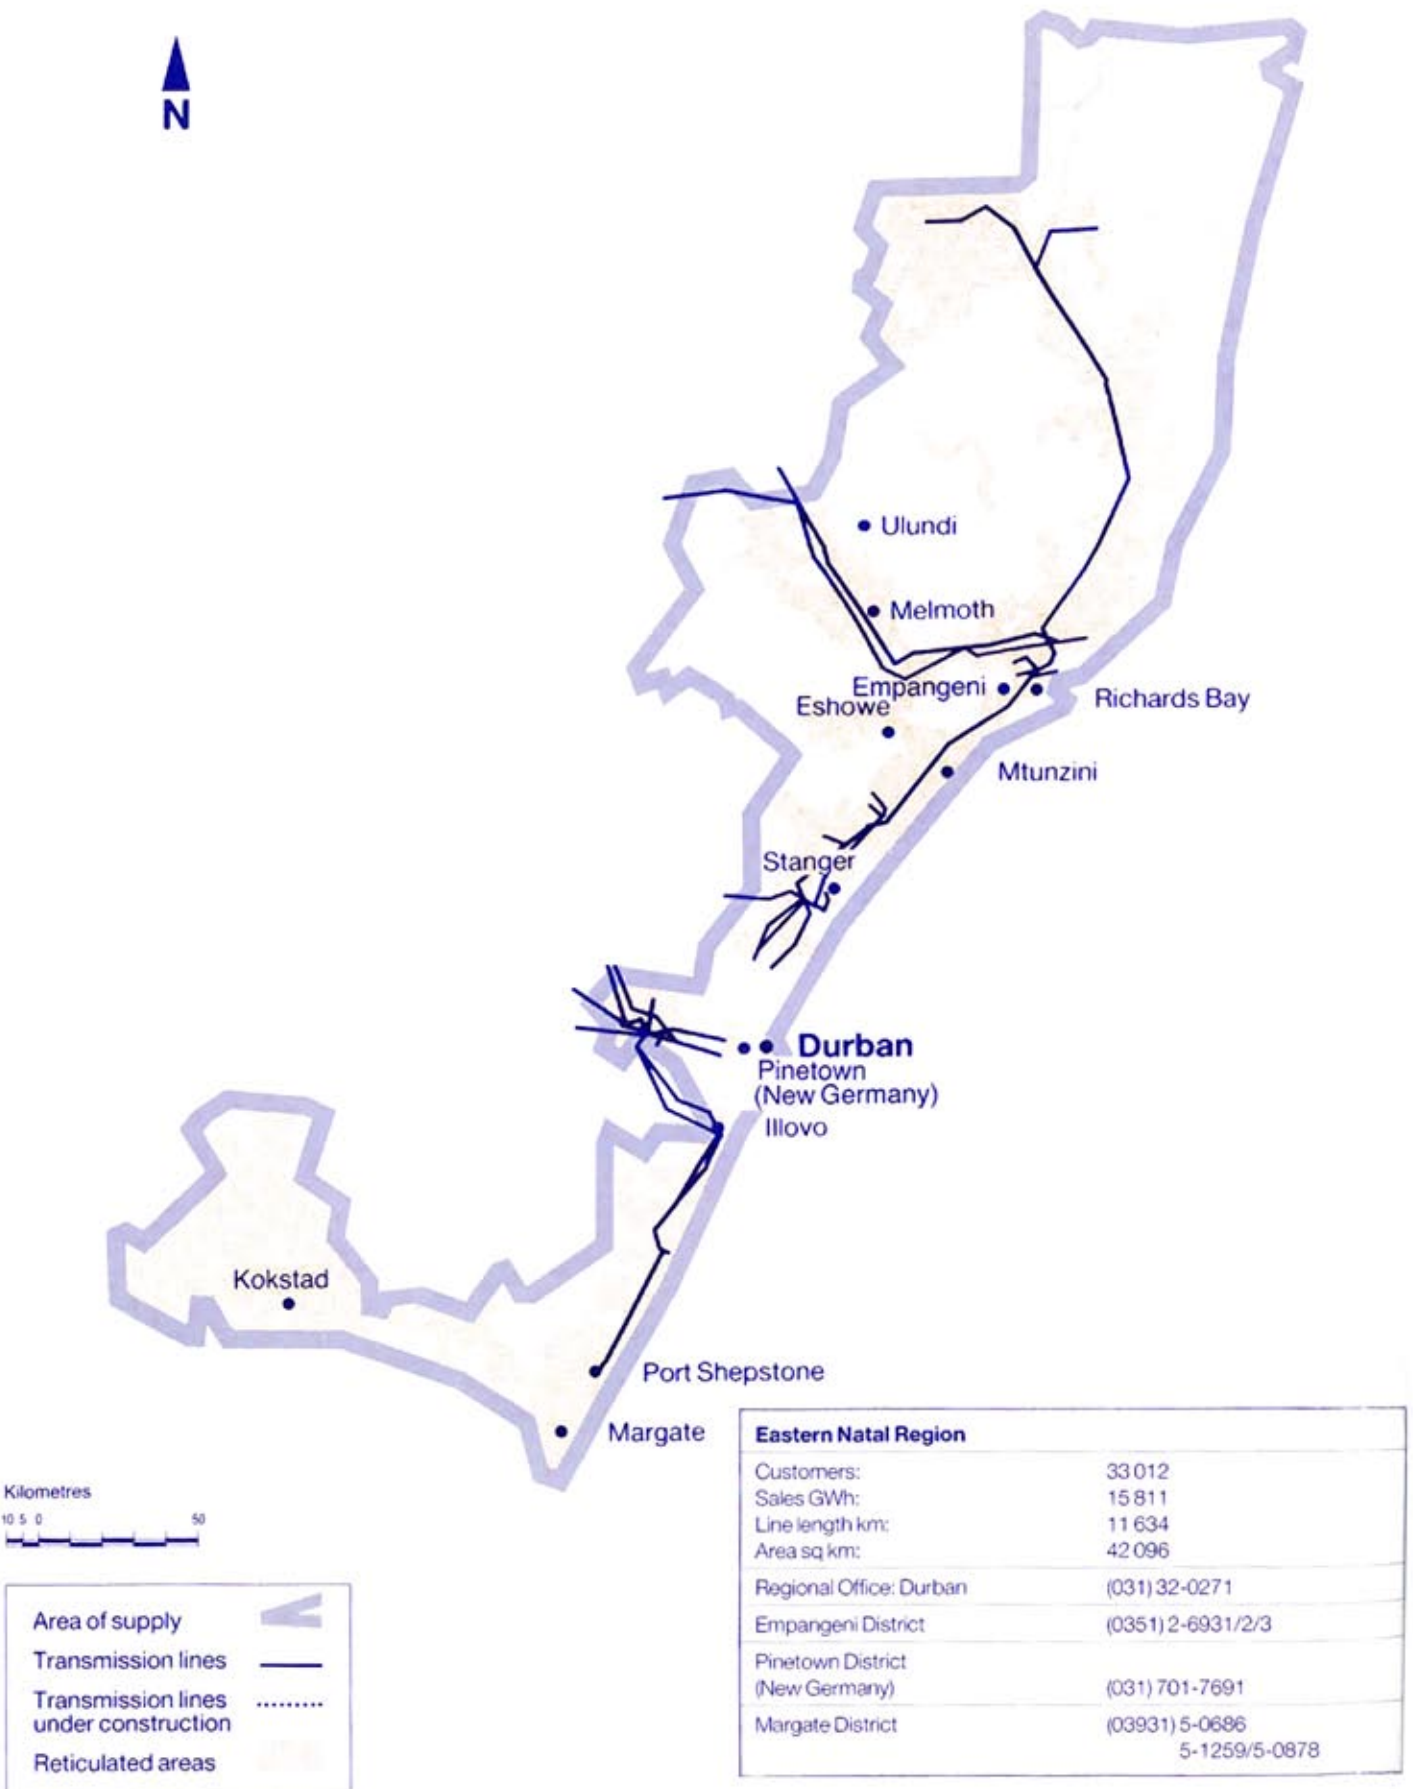 N
Ulundi
Melmoth
Empangeni
Eshowe
Richards Bay
Mtunzini
Stanger
Durban
Pinetown
(New Germany)
Illovo
Kokstad
Port Shepstone
Margate
Kilometres
10 5 0 50
Area of supply
Transmission lines
Transmission lines
under construction
Reticulated areas
Eastern Natal Region
Customers: 33 012
Sales GWh: 15 811
Line length km: 11 634
Area sq km: 42 096
Regional Office: Durban (031) 32-0271
Empangeni District (0351) 2-6931/2/3
Pinetown District
(New Germany) (031) 701-7691
Margate District (03931) 5-0686
5-1259/5-0878